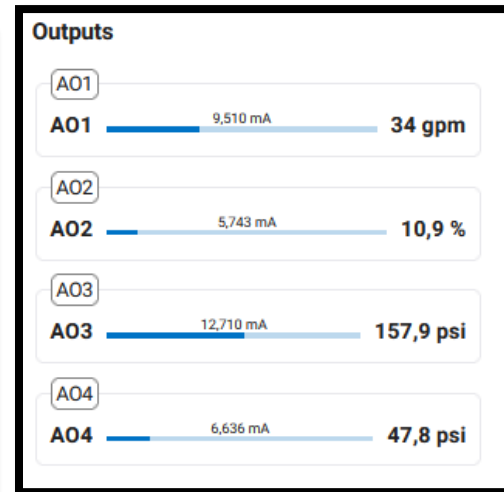 Outputs
AO1
AO1 9,510 mA 34 gpm
AO2
AO2 5,743 mA 10,9 %
AO3
AO3 12,710 mA 157,9 psi
AO4
AO4 6,636 mA 47,8 psi